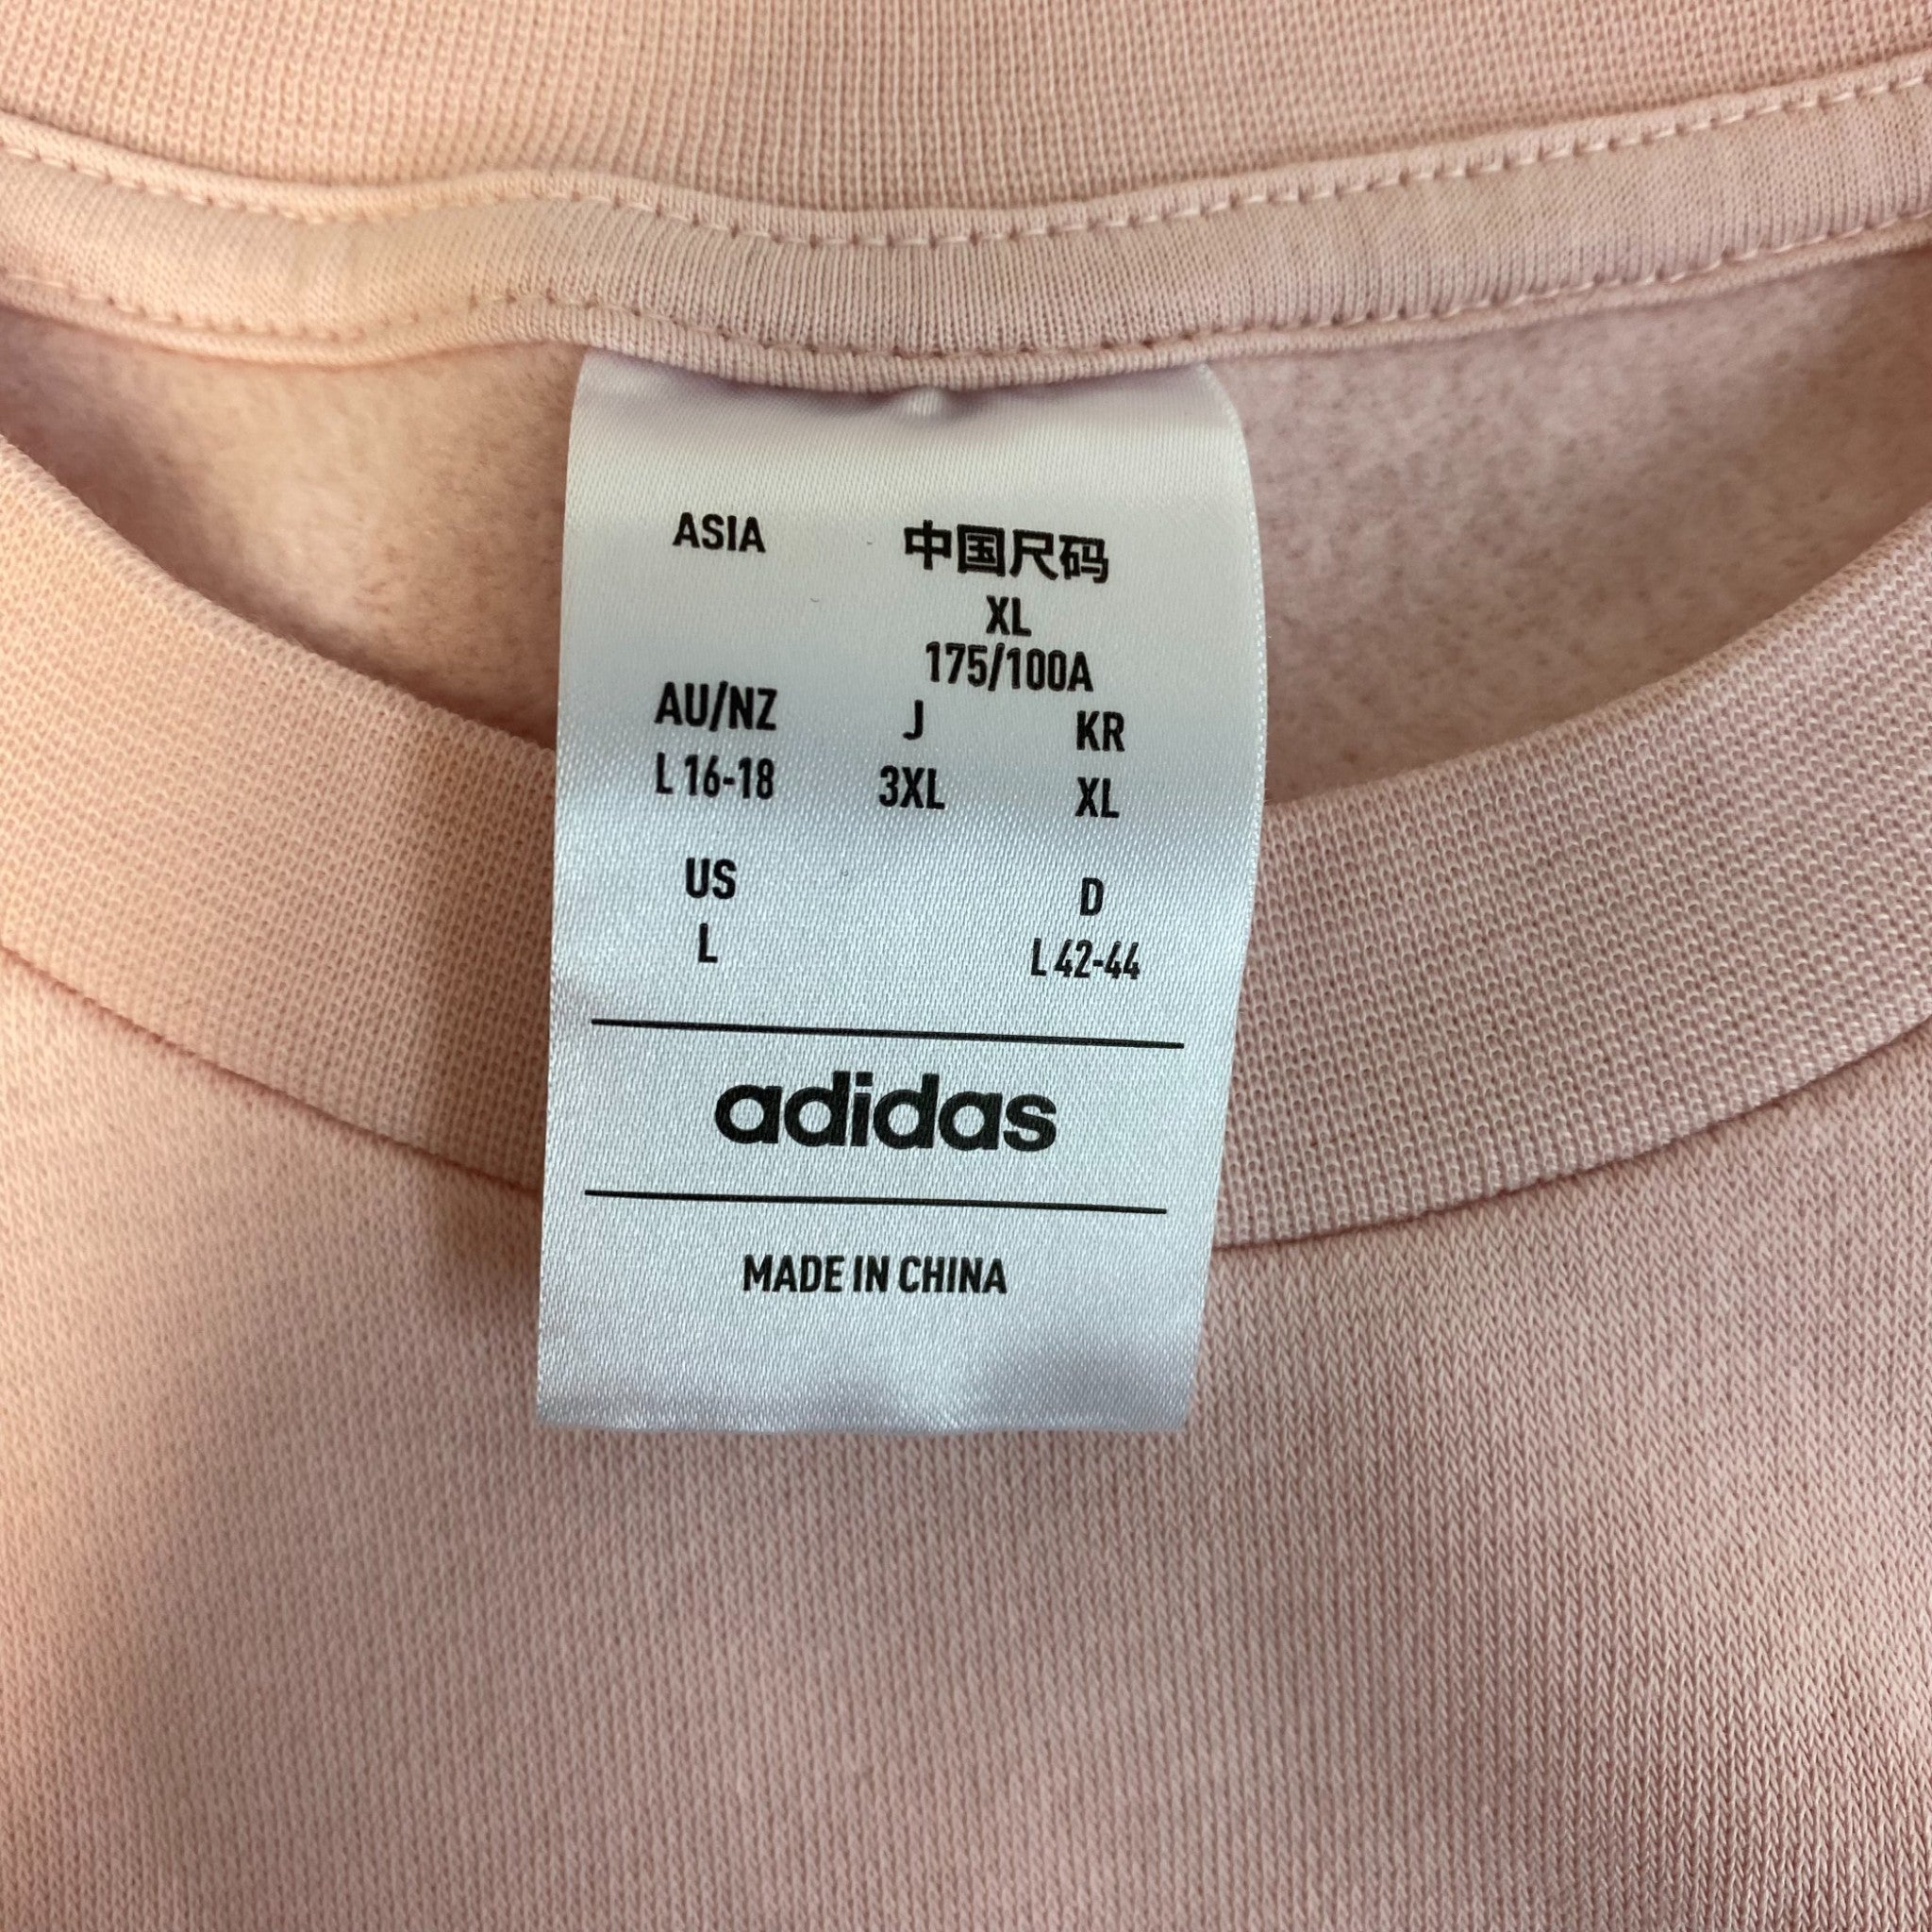 ASIA 中国尺码
XL
175/100A
AU/NZ J KR
L 16-18 3XL XL
US D
L L 42-44
adidas
MADE IN CHINA